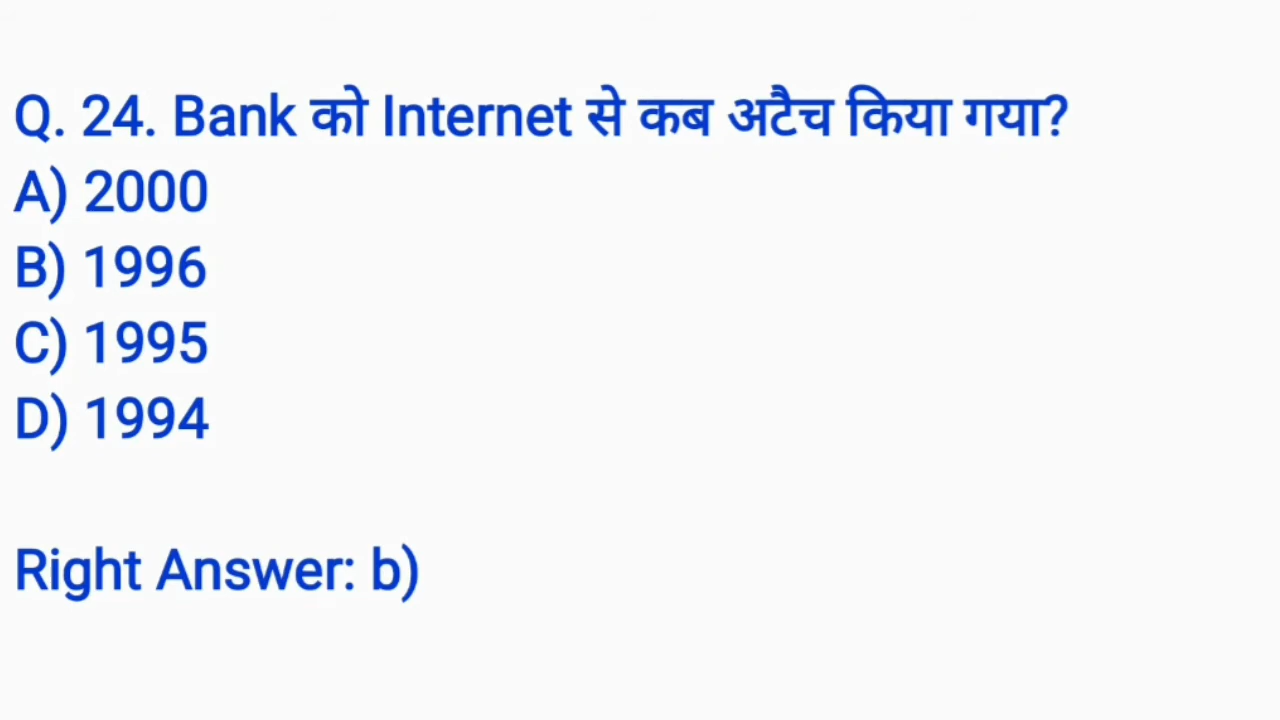 Q. 24. Bank को Internet से कब अटैच किया गया?
A) 2000
B) 1996
C) 1995
D) 1994
Right Answer: b)